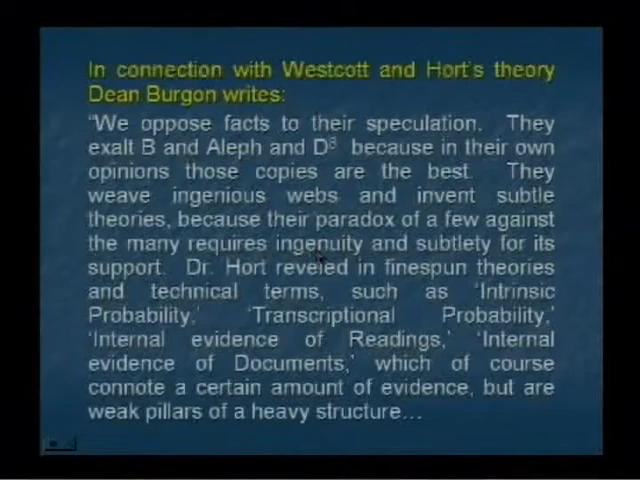 In connection with Westcott and Hort's theory
Dean Burgon writes:
“We oppose facts to their speculation. They
exalt B and Aleph and D³ because in their own
opinions those copies are the best. They
weave ingenious webs and invent subtle
theories, because their paradox of a few against
the many requires ingenuity and subtlety for its
support. Dr. Hort reveled in finespun theories
and technical terms, such as ‘Intrinsic
Probability,’ ‘Transcriptional Probability,’
‘Internal evidence of Readings,’ ‘Internal
evidence of Documents,’ which of course
connote a certain amount of evidence, but are
weak pillars of a heavy structure…